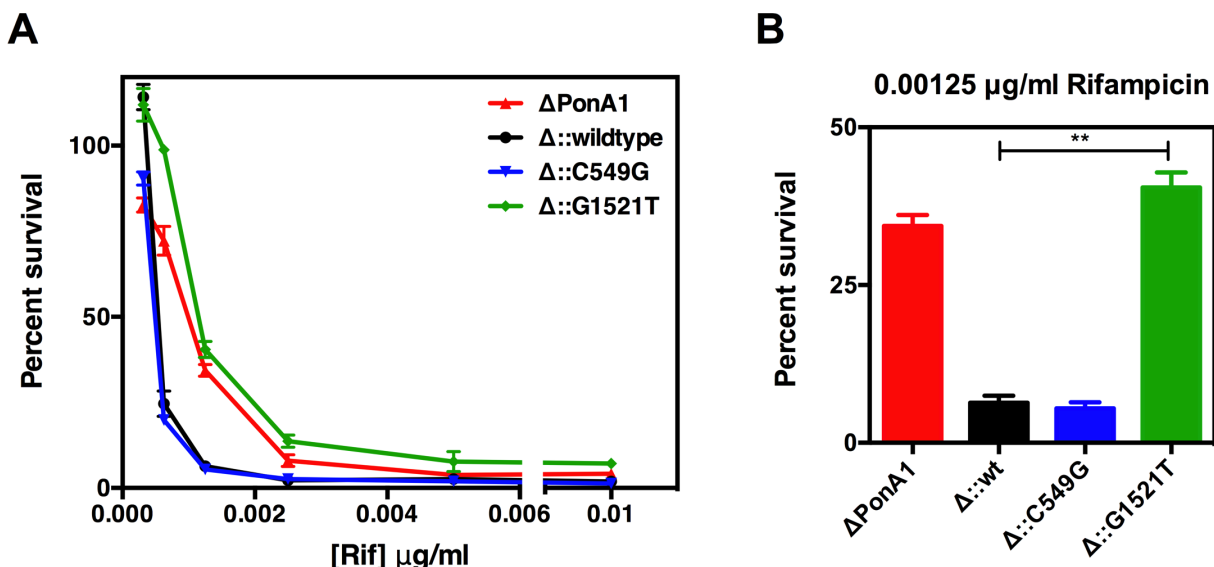 A
Percent survival
100
50
0
0.000
0.002
0.004
0.006
0.01
[Rif] µg/ml
ΔPonA1
Δ::wildtype
Δ::C549G
Δ::G1521T
B
0.00125 µg/ml Rifampicin
Percent survival
50
25
0
**
ΔPonA1
Δ::wt
Δ::C549G
Δ::G1521T